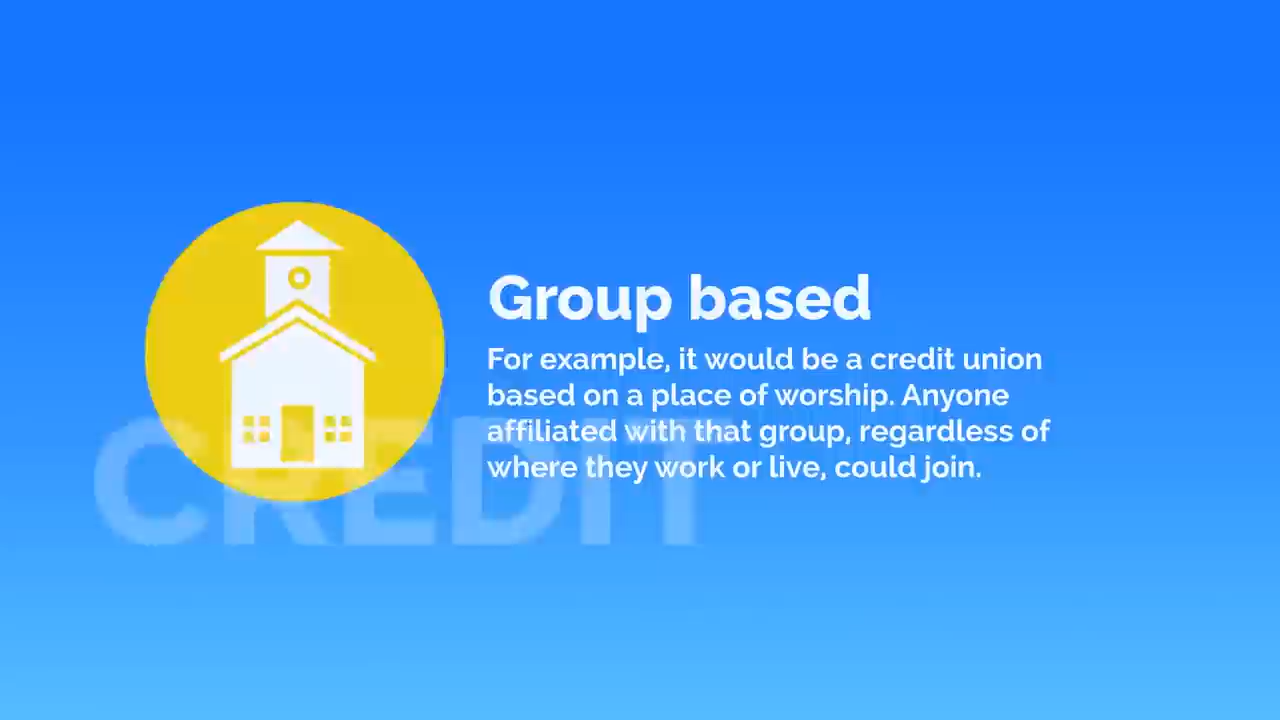 Group based
For example, it would be a credit union
based on a place of worship. Anyone
affiliated with that group, regardless of
where they work or live, could join.
CREDIT